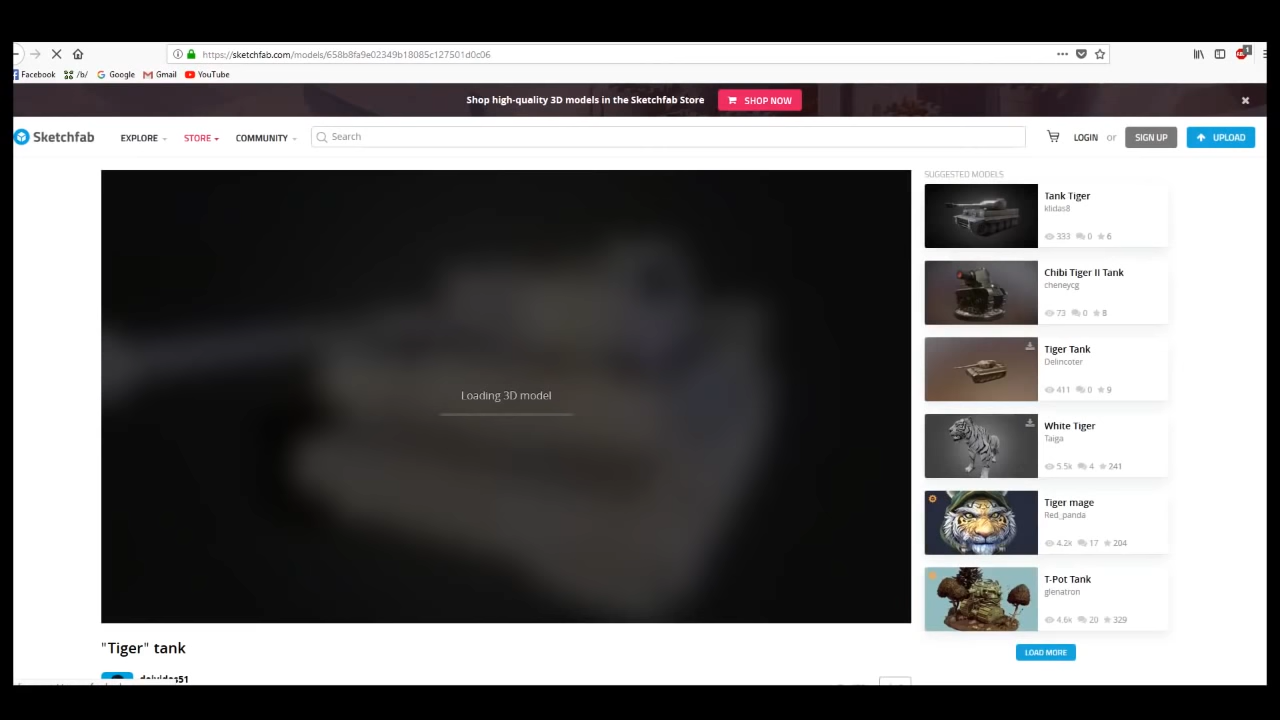 https://sketchfab.com/models/658b8fa9e02349b18085c127501d0c06
1
Facebook /b/ Google Gmail YouTube
Shop high-quality 3D models in the Sketchfab Store SHOP NOW
Sketchfab EXPLORE STORE COMMUNITY Search LOGIN or SIGN UP UPLOAD
SUGGESTED MODELS
Tank Tiger
klidas8
333 0 6
Chibi Tiger II Tank
cheneycg
73 0 8
Tiger Tank
Delincoter
411 0 9
White Tiger
Taiga
5.5k 4 241
Tiger mage
Red_panda
4.2k 17 204
T-Pot Tank
glenatron
4.6k 20 329
LOAD MORE
Loading 3D model
"Tiger" tank